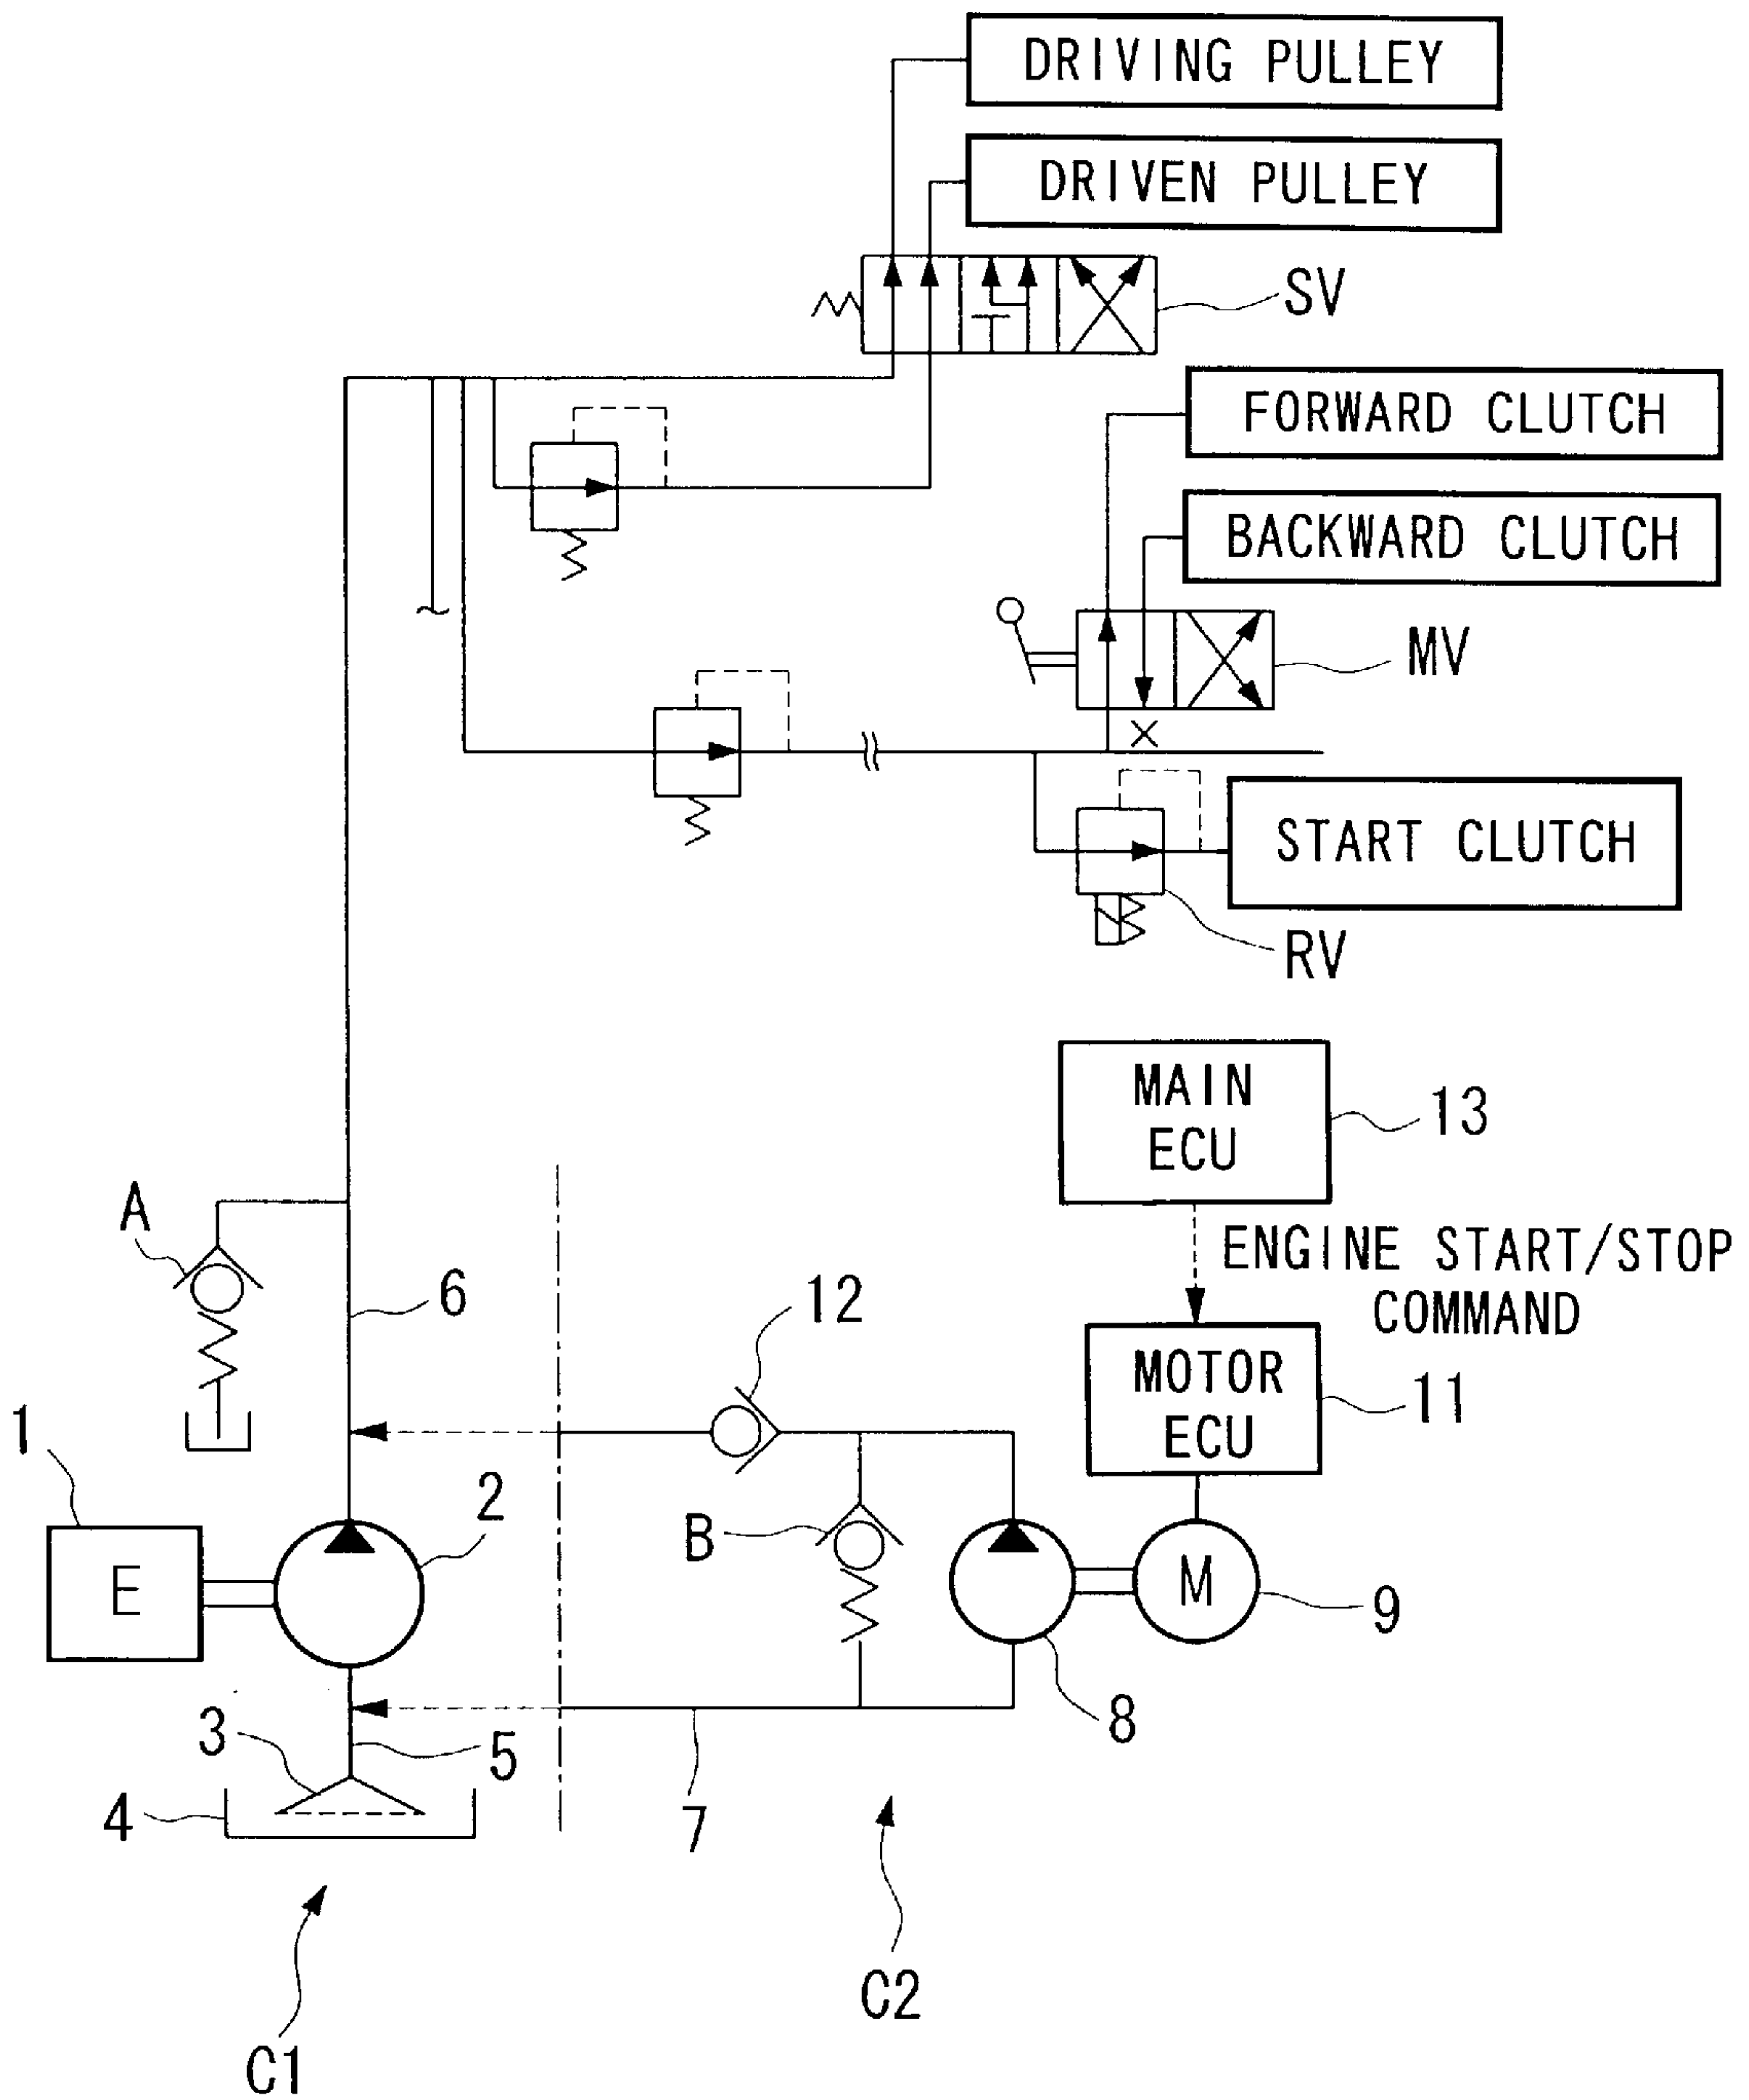 DRIVING PULLEY
DRIVEN PULLEY
SV
FORWARD CLUTCH
BACKWARD CLUTCH
MV
START CLUTCH
RV
MAIN
ECU
13
A
ENGINE START/STOP
COMMAND
6
12
MOTOR
ECU
11
1
2
B
E
M
9
3
5
8
4
7
C2
C1